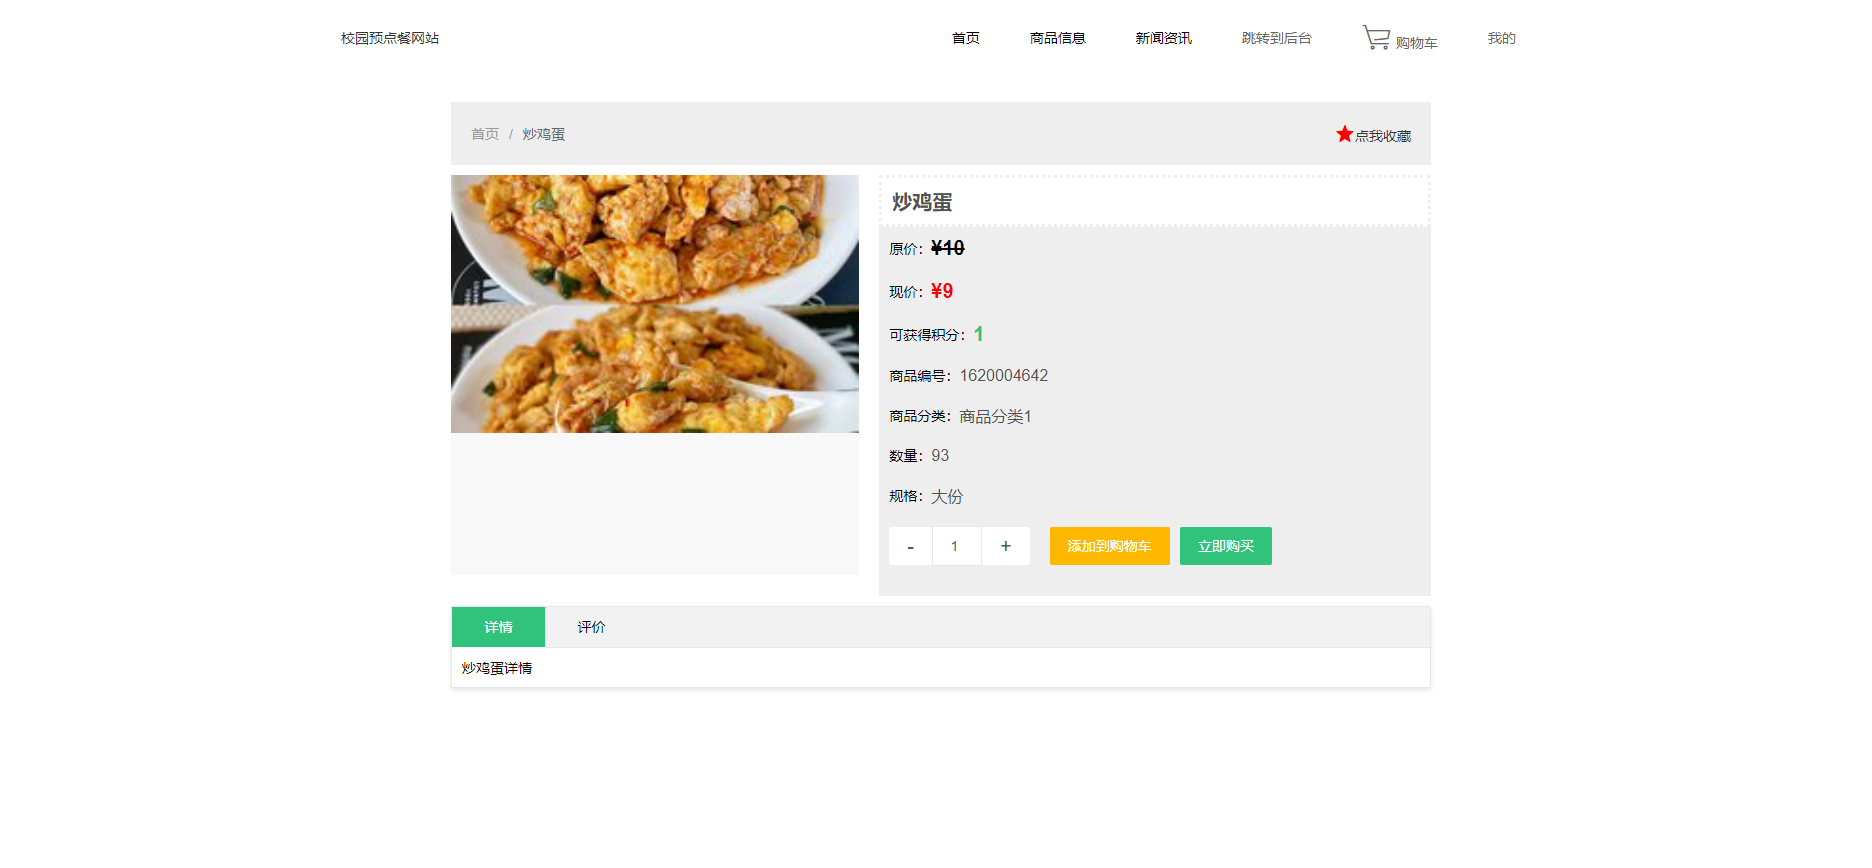 校园预点餐网站
首页 商品信息 新闻资讯 跳转到后台 购物车 我的
首页 / 炒鸡蛋
点我收藏
炒鸡蛋
原价：¥10
现价：¥9
可获得积分：1
商品编号：1620004642
商品分类：商品分类1
数量：93
规格：大份
- 1 + 添加到购物车 立即购买
详情 评价
炒鸡蛋详情